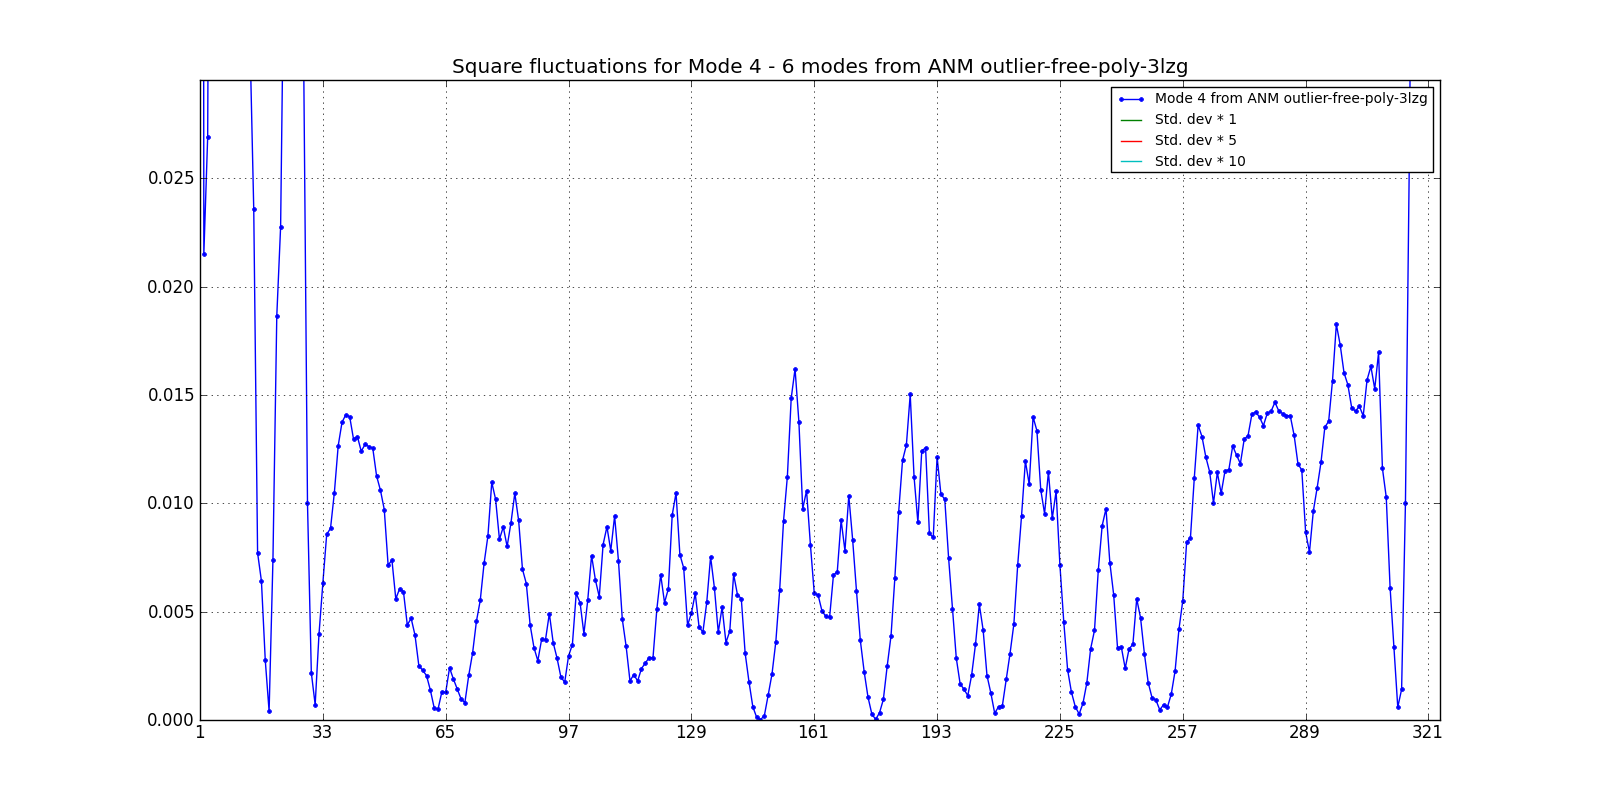 Square fluctuations for Mode 4 - 6 modes from ANM outlier-free-poly-3lzg
Mode 4 from ANM outlier-free-poly-3lzg
Std. dev * 1
Std. dev * 5
Std. dev * 10
0.025
0.020
0.015
0.010
0.005
0.000
1 33 65 97 129 161 193 225 257 289 321